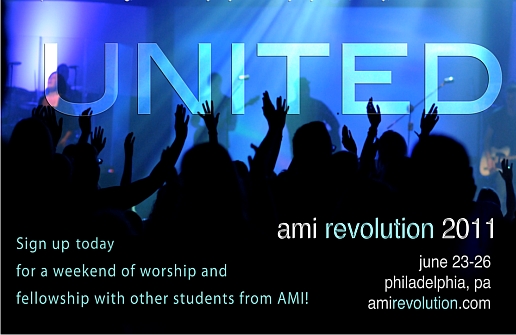 UNITED
ami revolution 2011
june 23-26
philadelphia, pa
amirevolution.com
Sign up today
for a weekend of worship and
fellowship with other students from AMI!